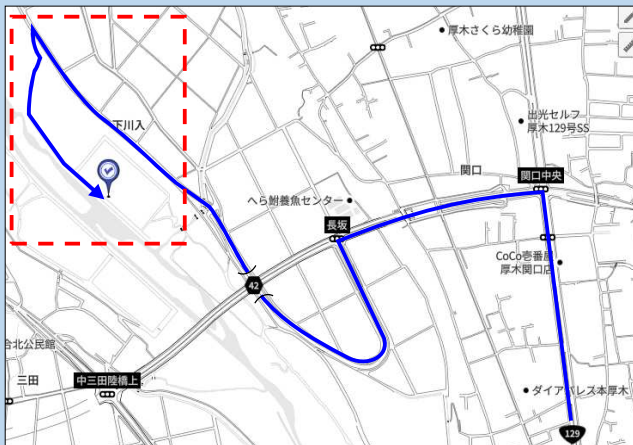 厚木さくら幼稚園
出光セルフ
厚木129号SS
下川入
関口
関口中央
へら鮒養魚センター
長坂
CoCo壱番屋
厚木関口店
42
合北公民館
三田
中三田陸橋上
ダイアパレス本厚木
129